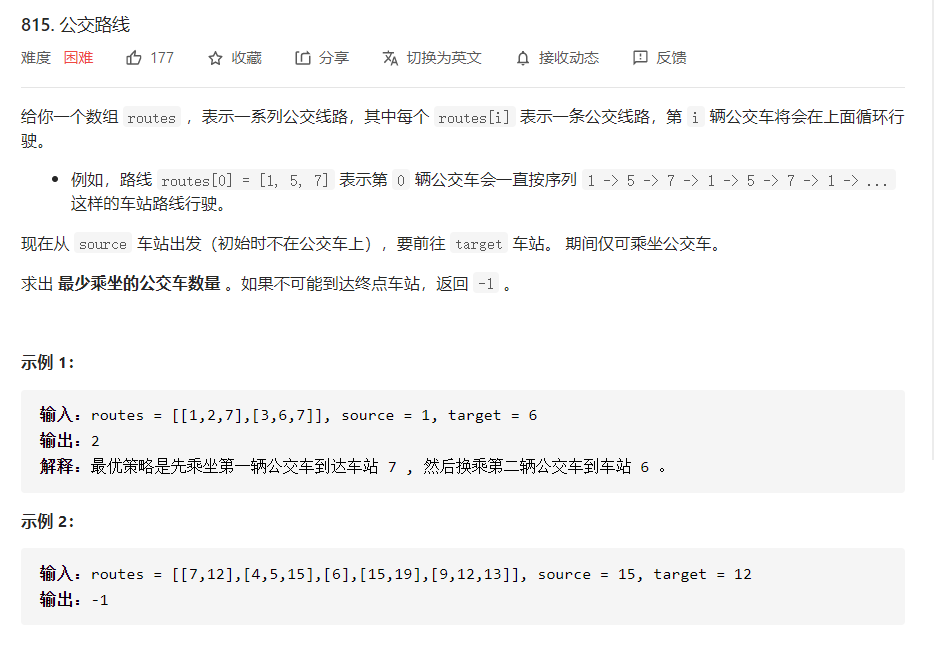 815. 公交路线
难度 困难 177 收藏 分享 切换为英文 接收动态 反馈
给你一个数组 routes ，表示一系列公交线路，其中每个 routes[i] 表示一条公交线路，第 i 辆公交车将会在上面循环行
驶。
• 例如，路线 routes[0] = [1, 5, 7] 表示第 0 辆公交车会一直按序列 1 -> 5 -> 7 -> 1 -> 5 -> 7 -> 1 -> ...
这样的车站路线行驶。
现在从 source 车站出发（初始时不在公交车上），要前往 target 车站。 期间仅可乘坐公交车。
求出 最少乘坐的公交车数量 。如果不可能到达终点车站，返回 -1 。
示例 1：
输入：routes = [[1,2,7],[3,6,7]], source = 1, target = 6
输出：2
解释：最优策略是先乘坐第一辆公交车到达车站 7 , 然后换乘第二辆公交车到车站 6 。
示例 2：
输入：routes = [[7,12],[4,5,15],[6],[15,19],[9,12,13]], source = 15, target = 12
输出：-1